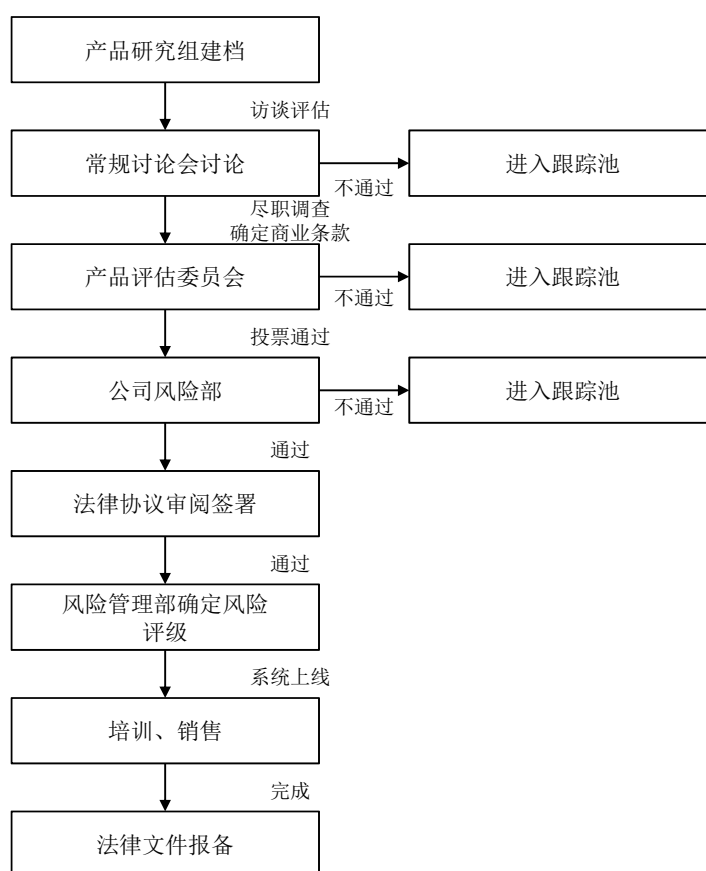 产品研究组建档
访谈评估
常规讨论会讨论
进入跟踪池
不通过
尽职调查
确定商业条款
产品评估委员会
进入跟踪池
不通过
投票通过
公司风险部
进入跟踪池
不通过
通过
法律协议审阅签署
通过
风险管理部确定风险
评级
系统上线
培训、销售
完成
法律文件报备